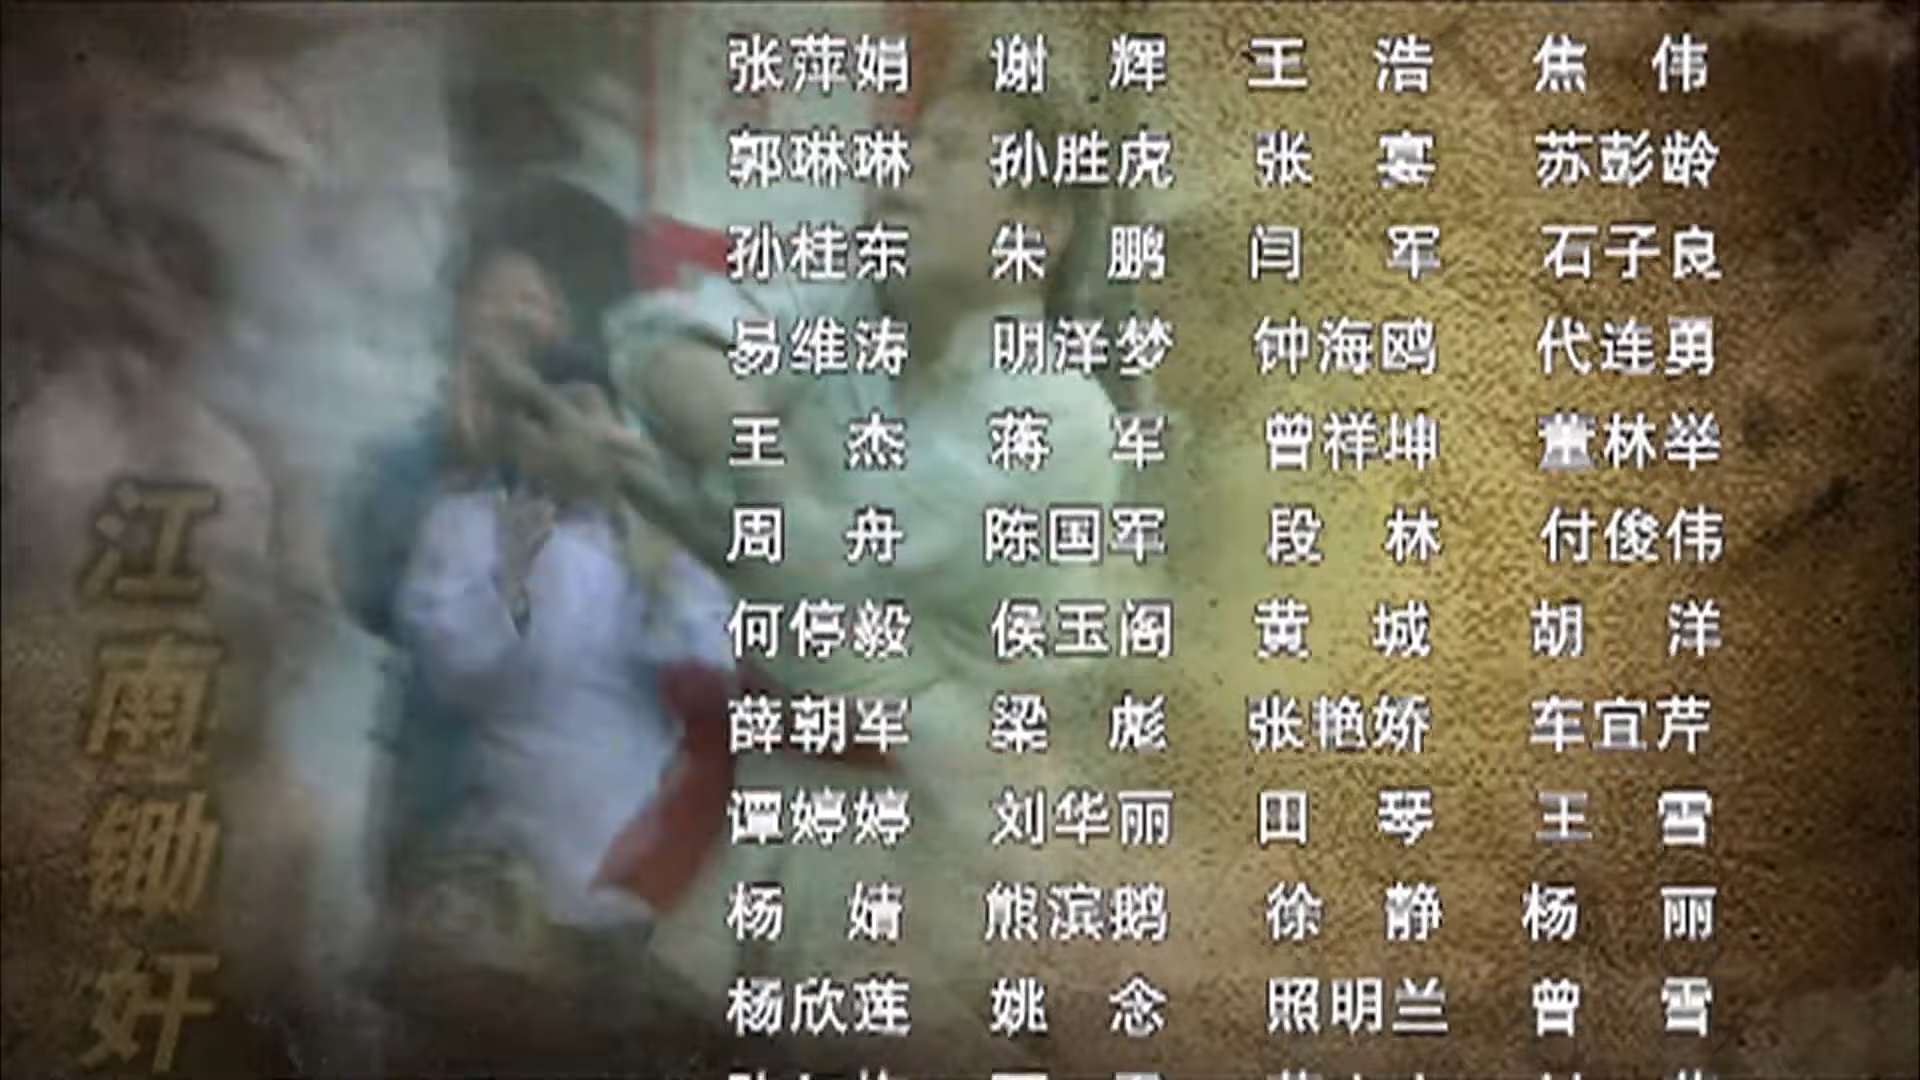 张萍娟 谢辉 王浩 焦伟
郭琳琳 孙胜虎 张宴 苏彭龄
孙桂东 朱鹏 闫军 石子良
易维涛 明洋梦 钟海鸥 代连勇
王杰 蒋军 曾祥坤 董林举
周舟 陈国军 段林 付俊伟
何停毅 侯玉阁 黄城 胡洋
薛朝军 梁彪 张艳娇 车宜芹
谭婷婷 刘华丽 田琴 王雪
杨婧 熊滨鹅 徐静 杨丽
杨欣莲 姚念 照明兰 曾雪
江南锄奸